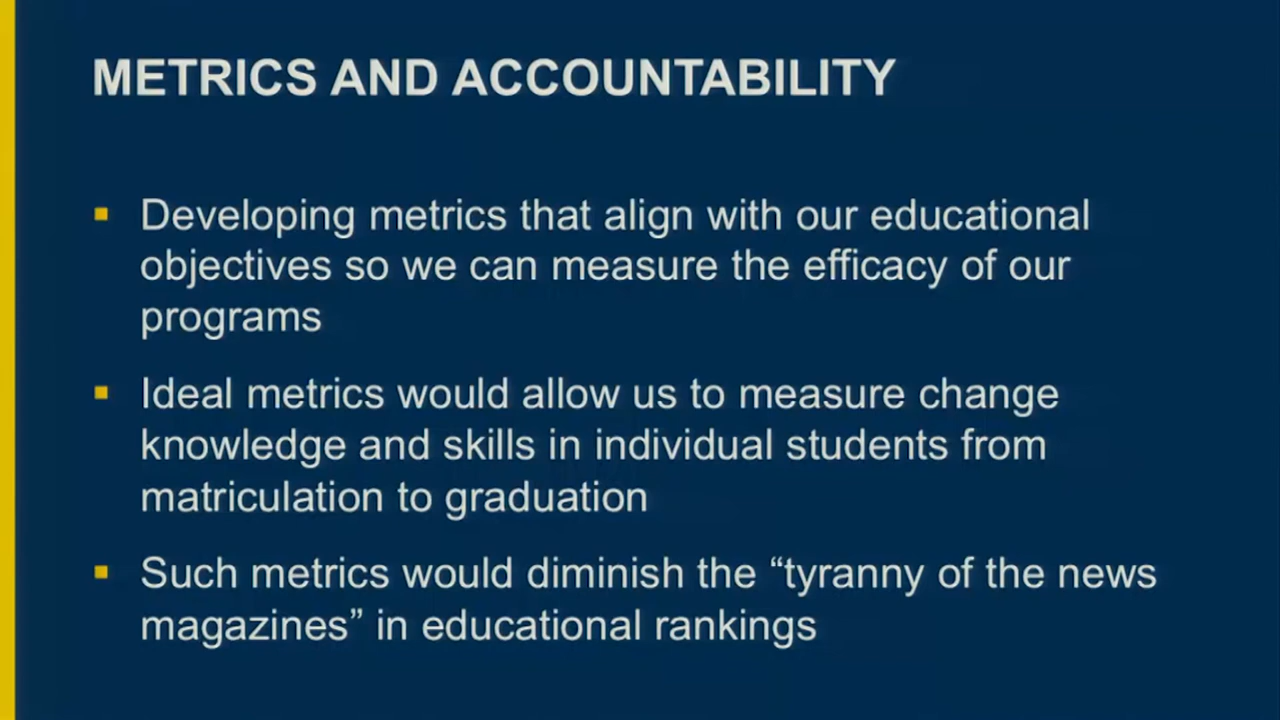 METRICS AND ACCOUNTABILITY
▪ Developing metrics that align with our educational
objectives so we can measure the efficacy of our
programs
▪ Ideal metrics would allow us to measure change
knowledge and skills in individual students from
matriculation to graduation
▪ Such metrics would diminish the “tyranny of the news
magazines” in educational rankings